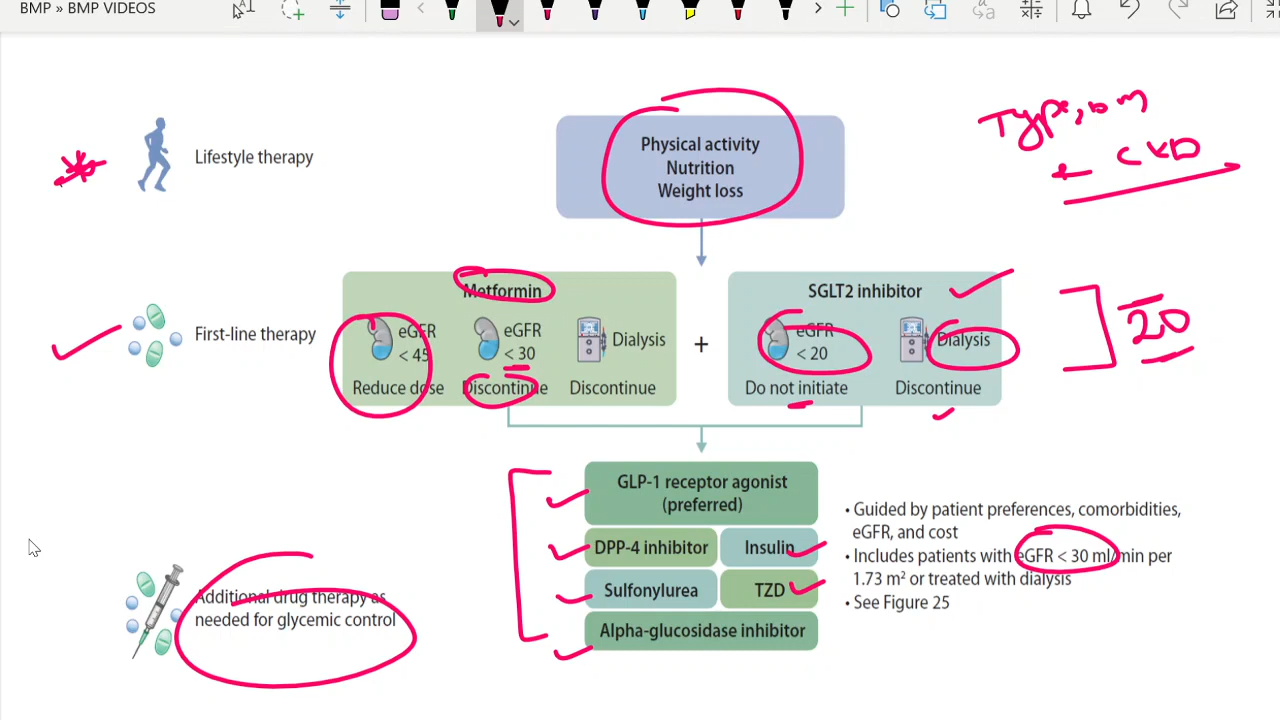 BMP » BMP VIDEOS
Physical activity
Nutrition
Weight loss
Lifestyle therapy
CKD
First-line therapy
Metformin
eGFR
< 45
Reduce dose
eGFR
< 30
Discontinue
Dialysis
Discontinue
+
SGLT2 inhibitor
eGFR
< 20
Do not initiate
Dialysis
Discontinue
20
GLP-1 receptor agonist
(preferred)
DPP-4 inhibitor
Insulin
Sulfonylurea
TZD
Alpha-glucosidase inhibitor
Additional drug therapy as
needed for glycemic control
• Guided by patient preferences, comorbidities,
eGFR, and cost
• Includes patients with eGFR < 30 ml/min per
1.73 m² or treated with dialysis
• See Figure 25